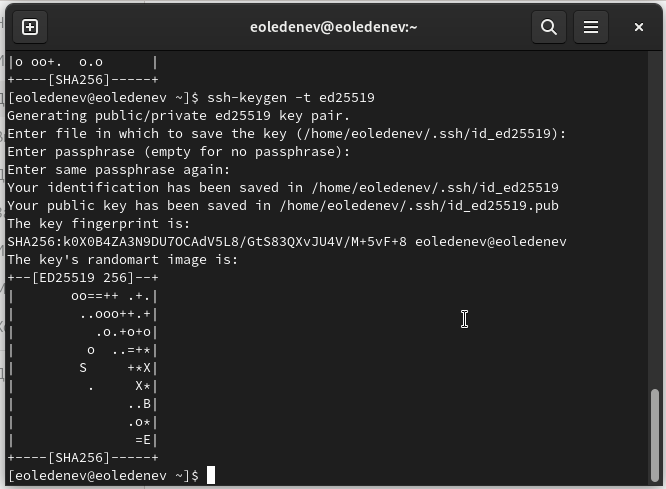 eoledenev@eoledenev:~
|o oo+.  o.o      |
+----[SHA256]-----+
[eoledenev@eoledenev ~]$ ssh-keygen -t ed25519
Generating public/private ed25519 key pair.
Enter file in which to save the key (/home/eoledenev/.ssh/id_ed25519):
Enter passphrase (empty for no passphrase):
Enter same passphrase again:
Your identification has been saved in /home/eoledenev/.ssh/id_ed25519
Your public key has been saved in /home/eoledenev/.ssh/id_ed25519.pub
The key fingerprint is:
SHA256:k0X0B4ZA3N9DU7OCAdV5L8/GtS83QXvJU4V/M+5vF+8 eoledenev@eoledenev
The key's randomart image is:
+--[ED25519 256]--+
|       oo==++ .+.|
|        ..ooo++.+|
|          .o.+o+o|
|         o  ..=+*|
|        S     +*X|
|         .     X*|
|              ..B|
|              .o*|
|               =E|
+----[SHA256]-----+
[eoledenev@eoledenev ~]$